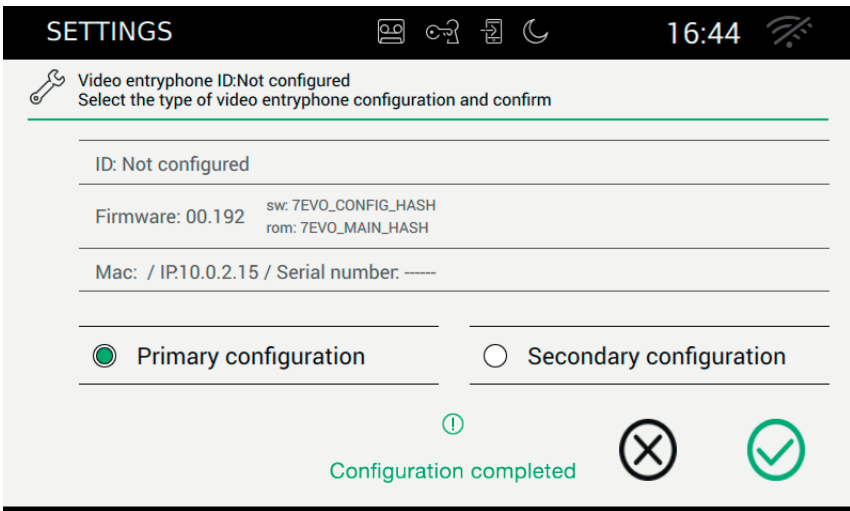 SETTINGS 16:44
Video entryphone ID:Not configured
Select the type of video entryphone configuration and confirm
ID: Not configured
Firmware: 00.192
sw: 7EVO_CONFIG_HASH
rom: 7EVO_MAIN_HASH
Mac: / IP.10.0.2.15 / Serial number: ------
Primary configuration
Secondary configuration
Configuration completed